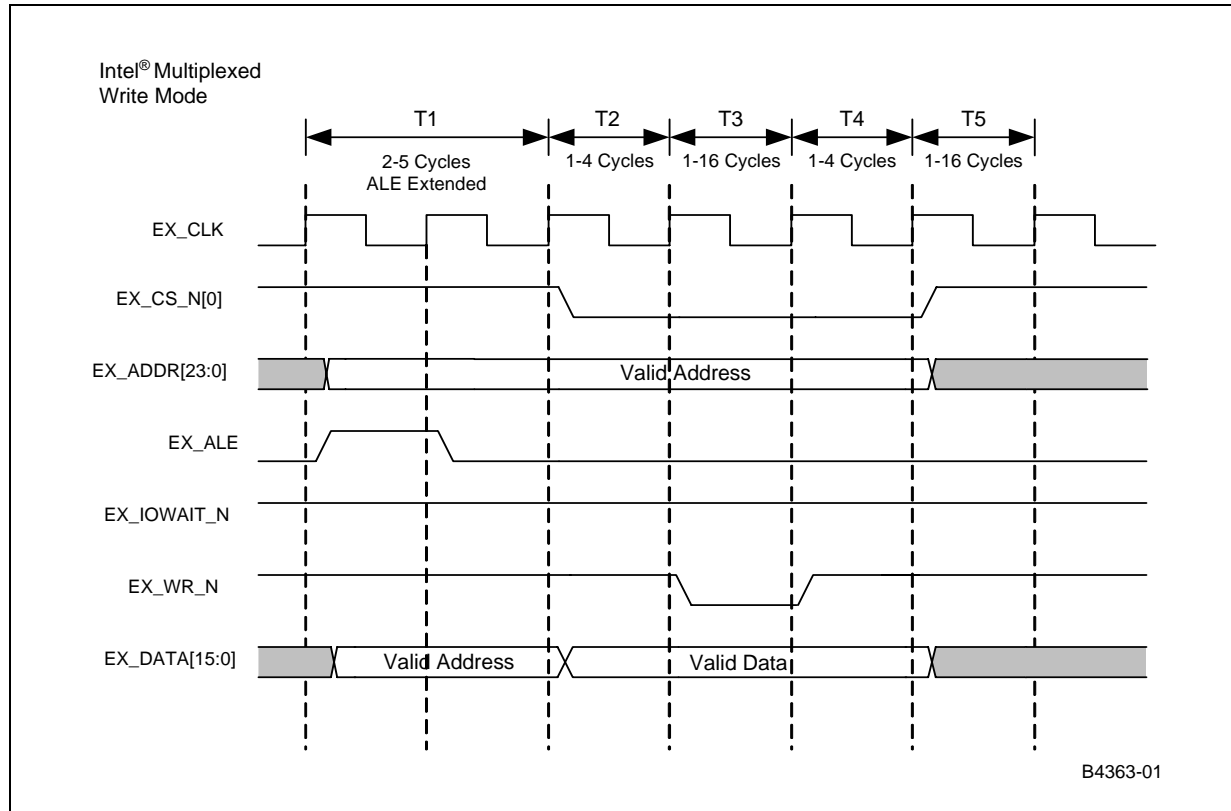 Intel® Multiplexed
Write Mode
T1 T2 T3 T4 T5
2-5 Cycles 1-4 Cycles 1-16 Cycles 1-4 Cycles 1-16 Cycles
ALE Extended
EX_CLK
EX_CS_N[0]
EX_ADDR[23:0] Valid Address
EX_ALE
EX_IOWAIT_N
EX_WR_N
EX_DATA[15:0] Valid Address Valid Data
B4363-01